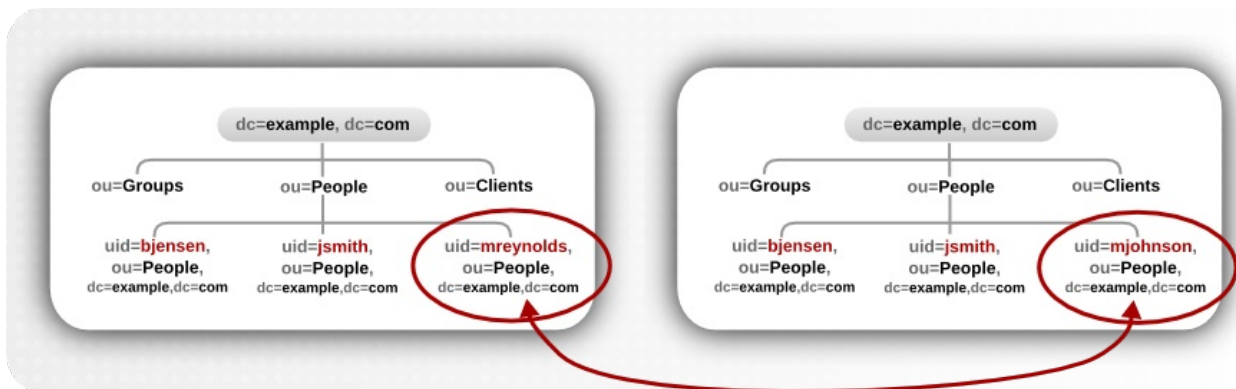 dc=example, dc=com
ou=Groups
ou=People
ou=Clients
uid=bjensen,
ou=People,
dc=example,dc=com
uid=jsmith,
ou=People,
dc=example,dc=com
uid=mreynolds,
ou=People,
dc=example,dc=com
dc=example, dc=com
ou=Groups
ou=People
ou=Clients
uid=bjensen,
ou=People,
dc=example,dc=com
uid=jsmith,
ou=People,
dc=example,dc=com
uid=mjohnson,
ou=People,
dc=example,dc=com